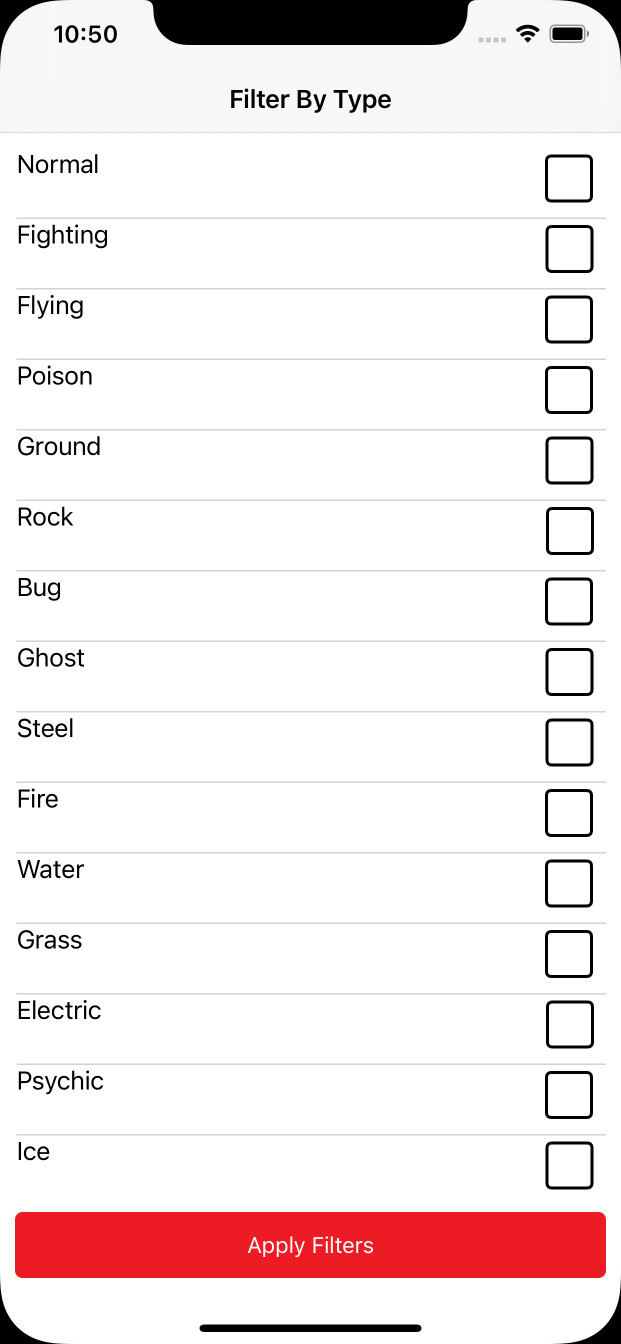 10:50
Filter By Type
Normal
Fighting
Flying
Poison
Ground
Rock
Bug
Ghost
Steel
Fire
Water
Grass
Electric
Psychic
Ice
Apply Filters